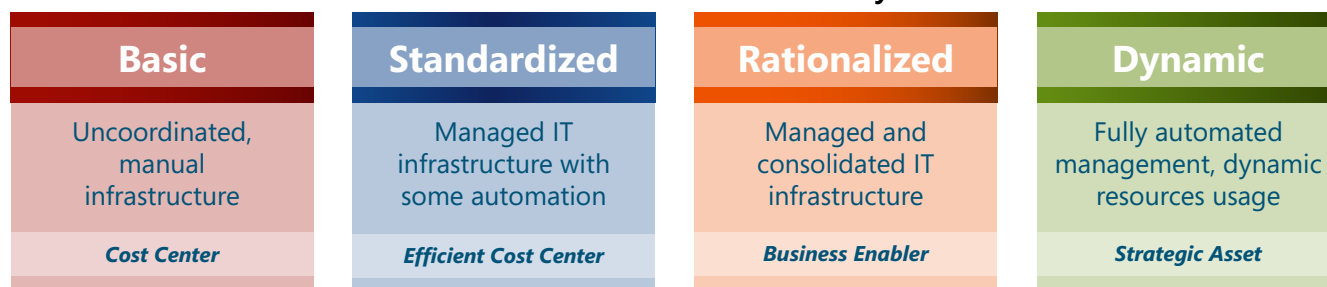 Basic
Uncoordinated,
manual
infrastructure
Cost Center
Standardized
Managed IT
infrastructure with
some automation
Efficient Cost Center
Rationalized
Managed and
consolidated IT
infrastructure
Business Enabler
Dynamic
Fully automated
management, dynamic
resources usage
Strategic Asset